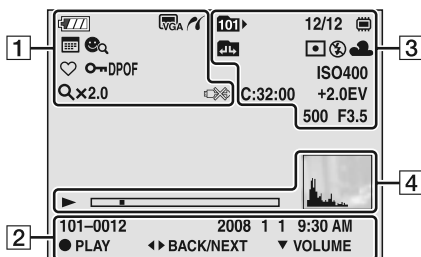 1
VGA
101
12/12
3
DPOF
ISO400
×2.0
C:32:00
+2.0EV
500 F3.5
4
2
101–0012 2008 1 1 9:30 AM
PLAY BACK/NEXT VOLUME